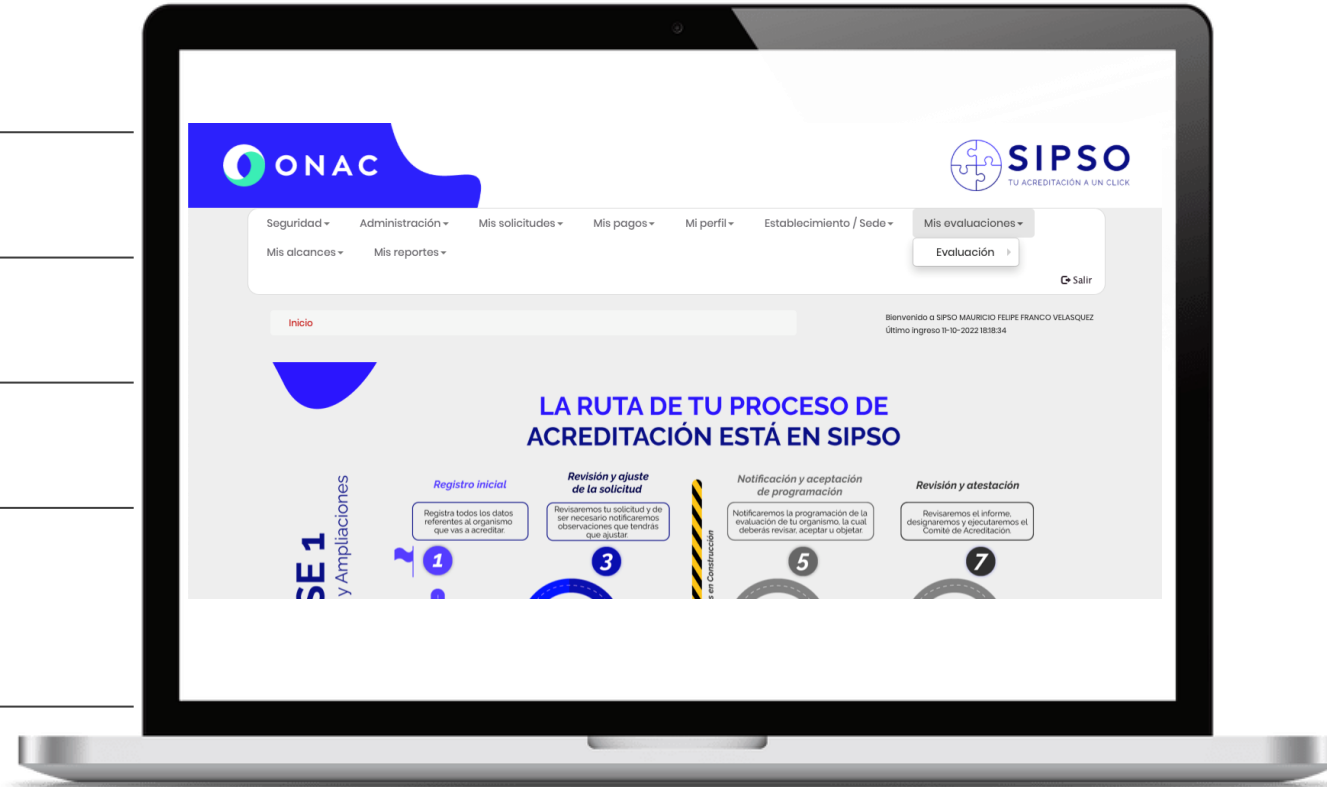 ONAC
SIPSO
TU ACREDITACIÓN A UN CLICK
Seguridad Administración Mis solicitudes Mis pagos Mi perfil Establecimiento / Sede Mis evaluaciones
Mis alcances Mis reportes
Evaluación
Salir
Inicio
Bienvenido a SIPSO MAURICIO FELIPE FRANCO VELASQUEZ
Último ingreso 11-10-2022 18:18:34
LA RUTA DE TU PROCESO DE
ACREDITACIÓN ESTÁ EN SIPSO
SE 1
y Ampliaciones
Registro inicial
Registra todos los datos
referentes al organismo
que vas a acreditar.
1
Revisión y ajuste
de la solicitud
Revisaremos tu solicitud y de
ser necesario notificaremos
observaciones que tendrás
que ajustar.
3
s en Construcción
Notificación y aceptación
de programación
Notificaremos la programación de la
evaluación de tu organismo, la cual
deberás revisar, aceptar u objetar.
5
Revisión y atestación
Revisaremos el informe,
designaremos y ejecutaremos el
Comité de Acreditación.
7